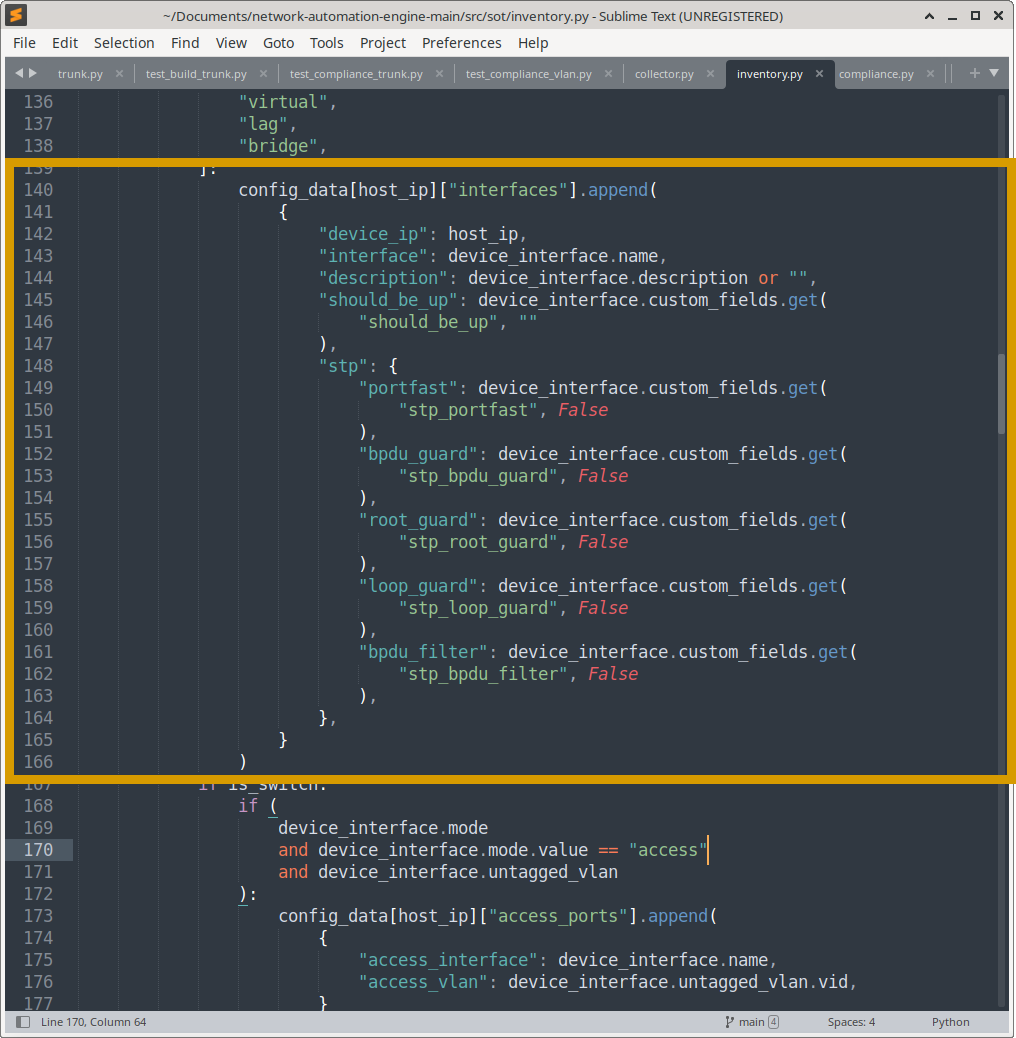 ~/Documents/network-automation-engine-main/src/sot/inventory.py - Sublime Text (UNREGISTERED)
File Edit Selection Find View Goto Tools Project Preferences Help
trunk.py test_build_trunk.py test_compliance_trunk.py test_compliance_vlan.py collector.py inventory.py compliance.py
136 "virtual",
137 "lag",
138 "bridge",
139 ]:
140 config_data[host_ip]["interfaces"].append(
141 {
142 "device_ip": host_ip,
143 "interface": device_interface.name,
144 "description": device_interface.description or "",
145 "should_be_up": device_interface.custom_fields.get(
146 "should_be_up", ""
147 ),
148 "stp": {
149 "portfast": device_interface.custom_fields.get(
150 "stp_portfast", False
151 ),
152 "bpdu_guard": device_interface.custom_fields.get(
153 "stp_bpdu_guard", False
154 ),
155 "root_guard": device_interface.custom_fields.get(
156 "stp_root_guard", False
157 ),
158 "loop_guard": device_interface.custom_fields.get(
159 "stp_loop_guard", False
160 ),
161 "bpdu_filter": device_interface.custom_fields.get(
162 "stp_bpdu_filter", False
163 ),
164 },
165 }
166 )
167 if is_switch:
168 if (
169 device_interface.mode
170 and device_interface.mode.value == "access"
171 and device_interface.untagged_vlan
172 ):
173 config_data[host_ip]["access_ports"].append(
174 {
175 "access_interface": device_interface.name,
176 "access_vlan": device_interface.untagged_vlan.vid,
177 }
Line 170, Column 64 main 4 Spaces: 4 Python